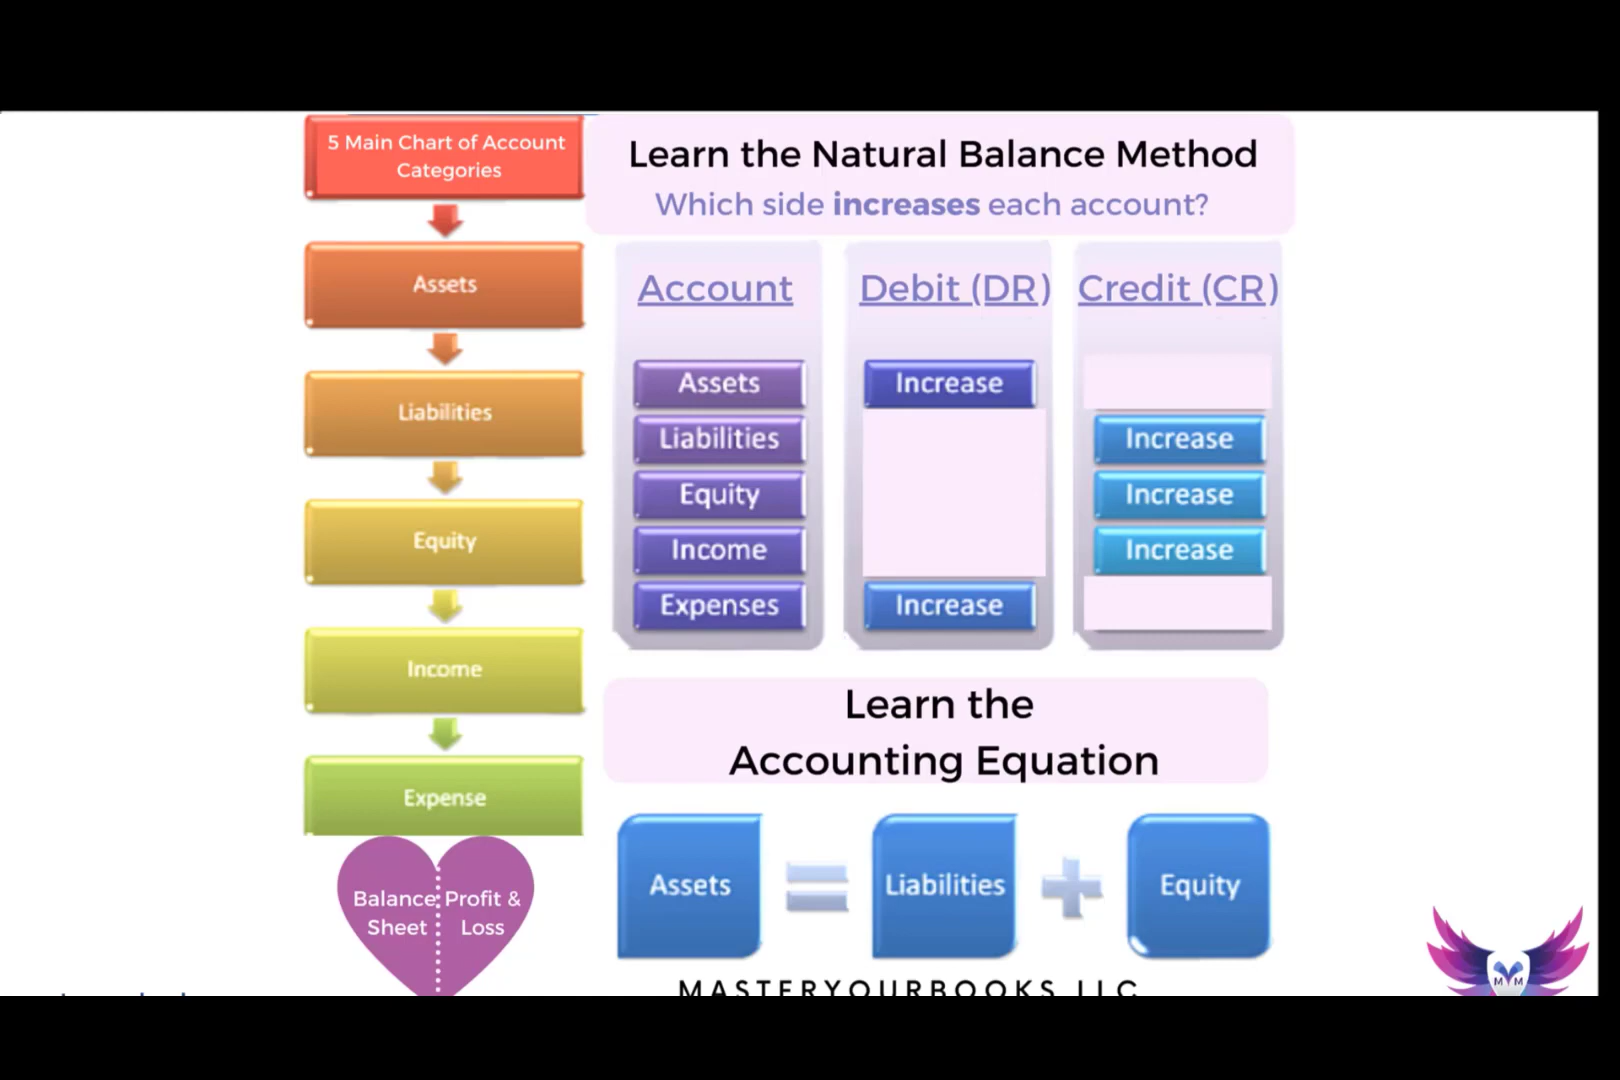 5 Main Chart of Account
Categories
Assets
Liabilities
Equity
Income
Expense
Balance Sheet
Profit & Loss
Learn the Natural Balance Method
Which side increases each account?
Account Debit (DR) Credit (CR)
Assets Increase
Liabilities Increase
Equity Increase
Income Increase
Expenses Increase
Learn the
Accounting Equation
Assets = Liabilities + Equity
MASTERYOURBOOKS LLC
M M